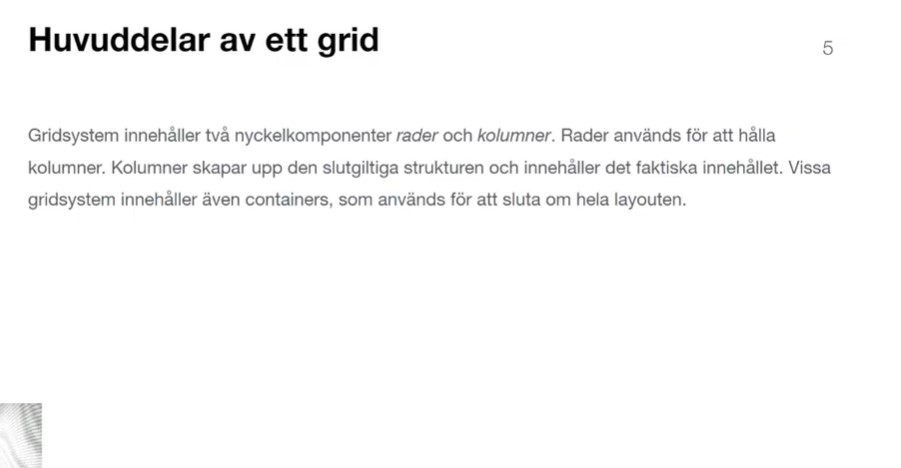 Huvuddelar av ett grid
5
Gridsystem innehåller två nyckelkomponenter rader och kolumner. Rader används för att hålla
kolumner. Kolumner skapar upp den slutgiltiga strukturen och innehåller det faktiska innehållet. Vissa
gridsystem innehåller även containers, som används för att sluta om hela layouten.